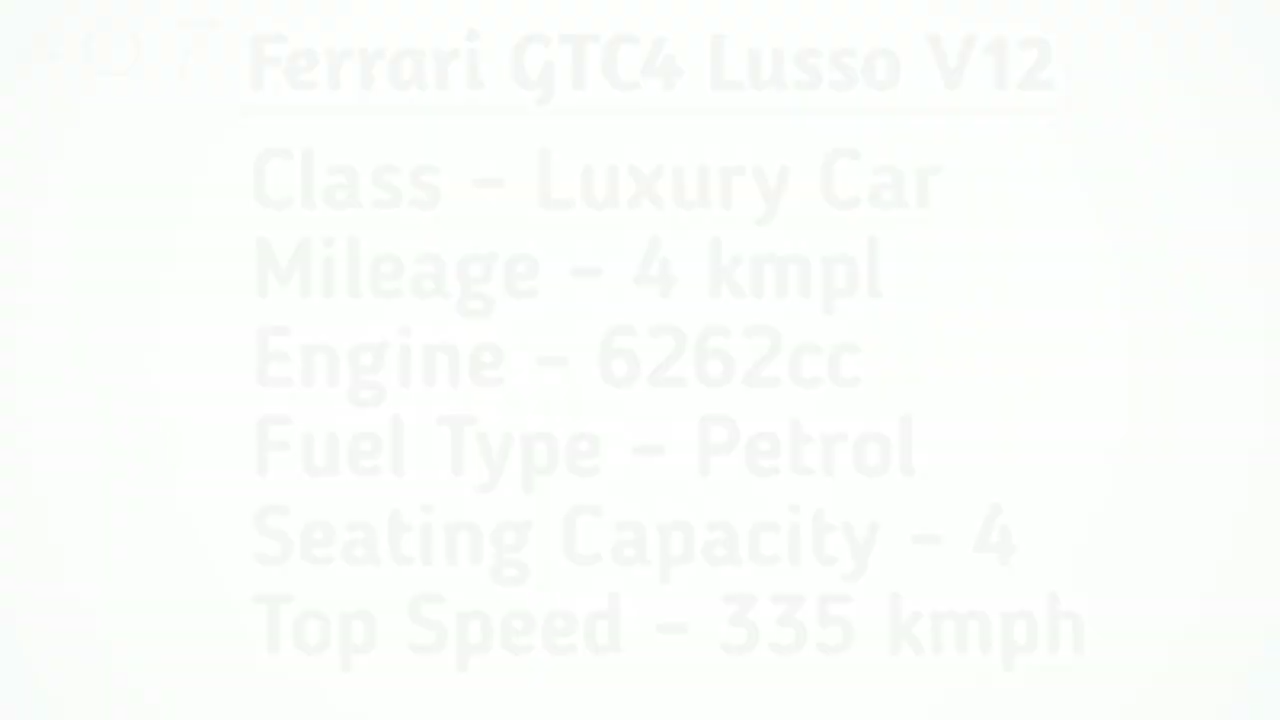 Ferrari GTC4 Lusso V12
Class - Luxury Car
Mileage - 4 kmpl
Engine - 6262cc
Fuel Type - Petrol
Seating Capacity - 4
Top Speed - 335 kmph